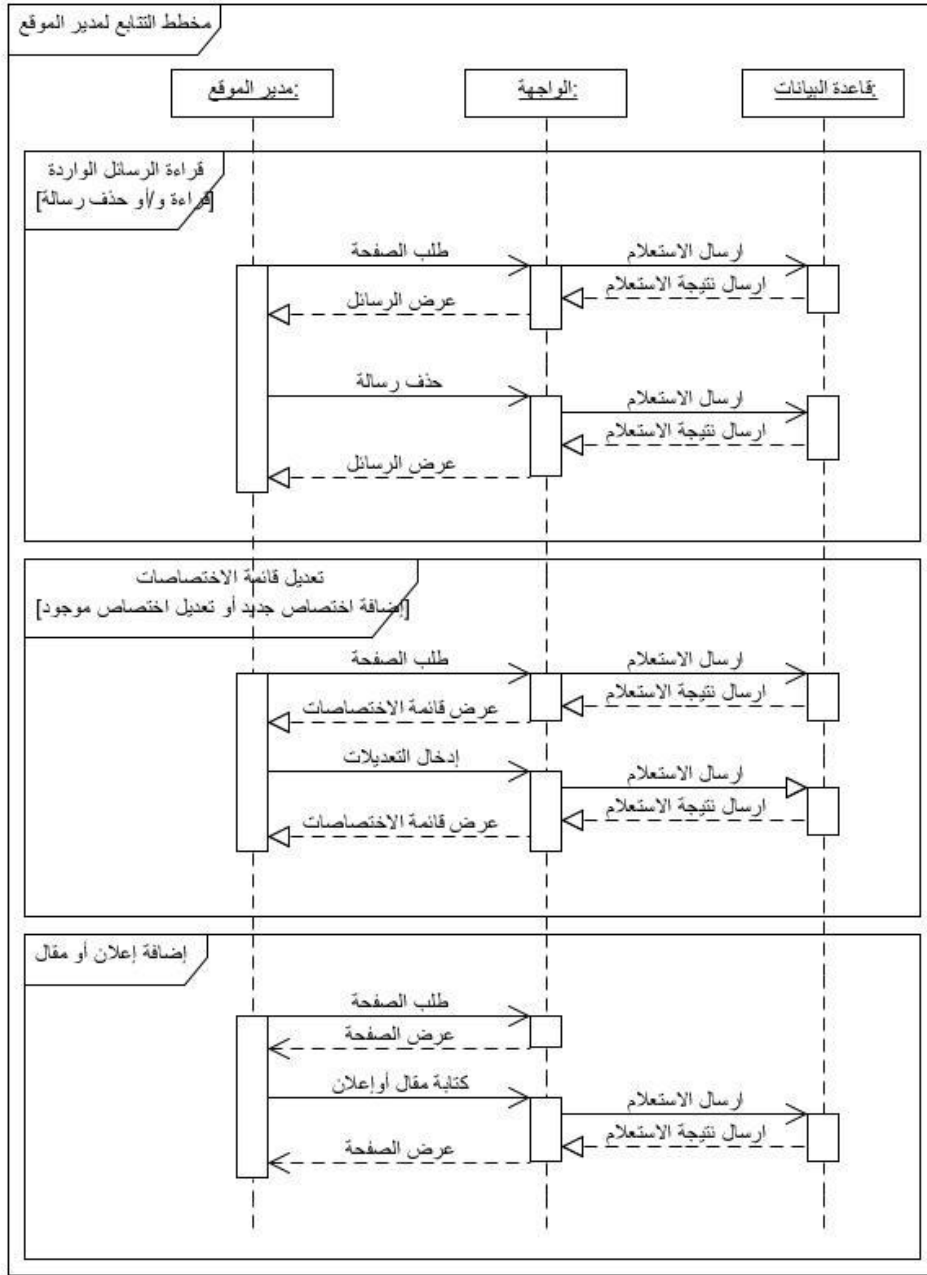 مخطط التتابع لمدير الموقع
:مدير الموقع
:الواجهة
:قاعدة البيانات
قراءة الرسائل الواردة
[قراءة و/أو حذف رسالة]
طلب الصفحة
ارسال الاستعلام
ارسال نتيجة الاستعلام
عرض الرسائل
حذف رسالة
ارسال الاستعلام
ارسال نتيجة الاستعلام
عرض الرسائل
تعديل قائمة الاختصاصات
[إضافة اختصاص جديد أو تعديل اختصاص موجود]
طلب الصفحة
ارسال الاستعلام
ارسال نتيجة الاستعلام
عرض قائمة الاختصاصات
إدخال التعديلات
ارسال الاستعلام
ارسال نتيجة الاستعلام
عرض قائمة الاختصاصات
إضافة إعلان أو مقال
طلب الصفحة
عرض الصفحة
كتابة مقال أوإعلان
ارسال الاستعلام
ارسال نتيجة الاستعلام
عرض الصفحة